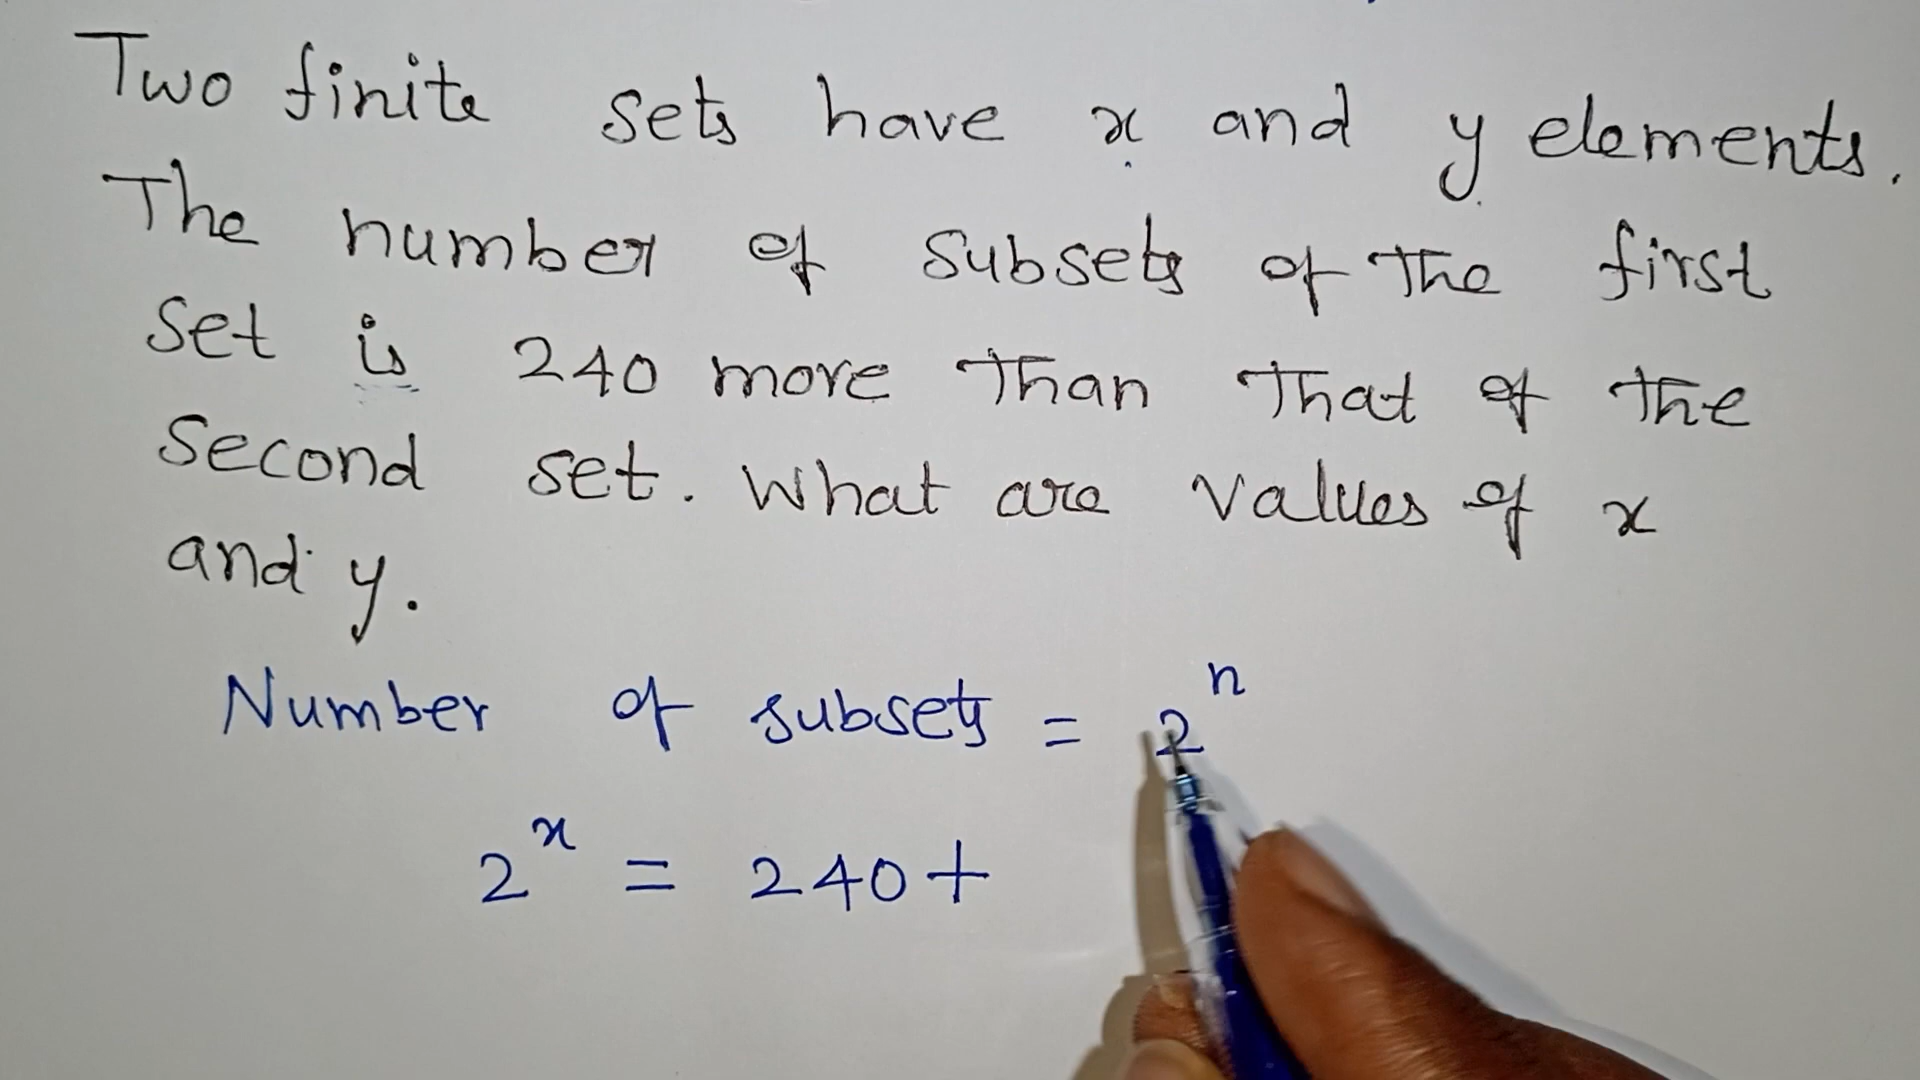 Two finite sets have x and y elements.
The number of subsets of the first
set is 240 more than that of the
second set. What are values of x
and y.
Number of subsets = 2^n
2^x = 240 +